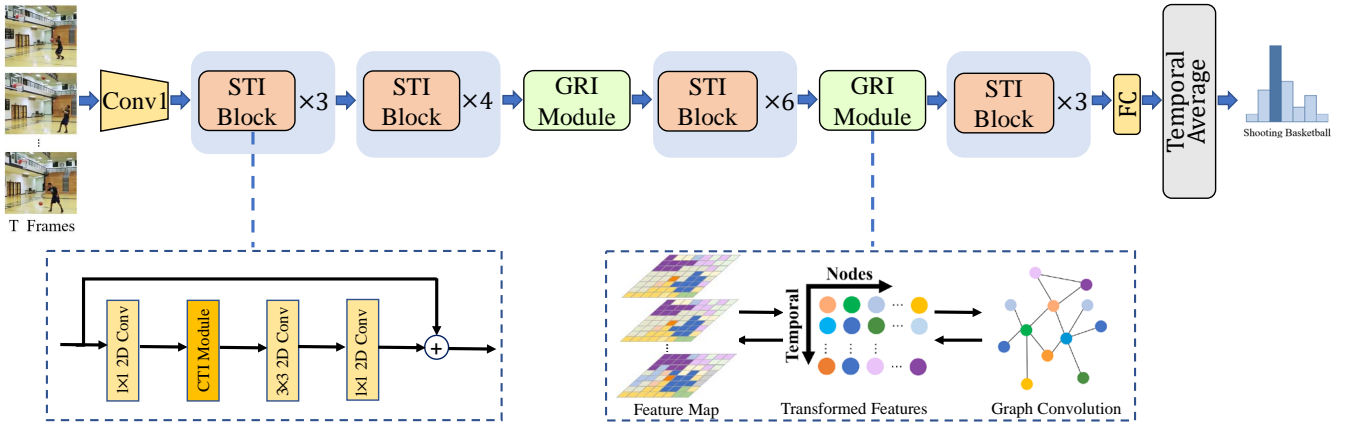 T Frames
Conv1
STI
Block
×3
STI
Block
×4
GRI
Module
STI
Block
×6
GRI
Module
STI
Block
×3
FC
Temporal
Average
Shooting Basketball
1×1 2D Conv
CTI Module
3×3 2D Conv
1×1 2D Conv
+
Feature Map
Nodes
Temporal
Transformed Features
Graph Convolution